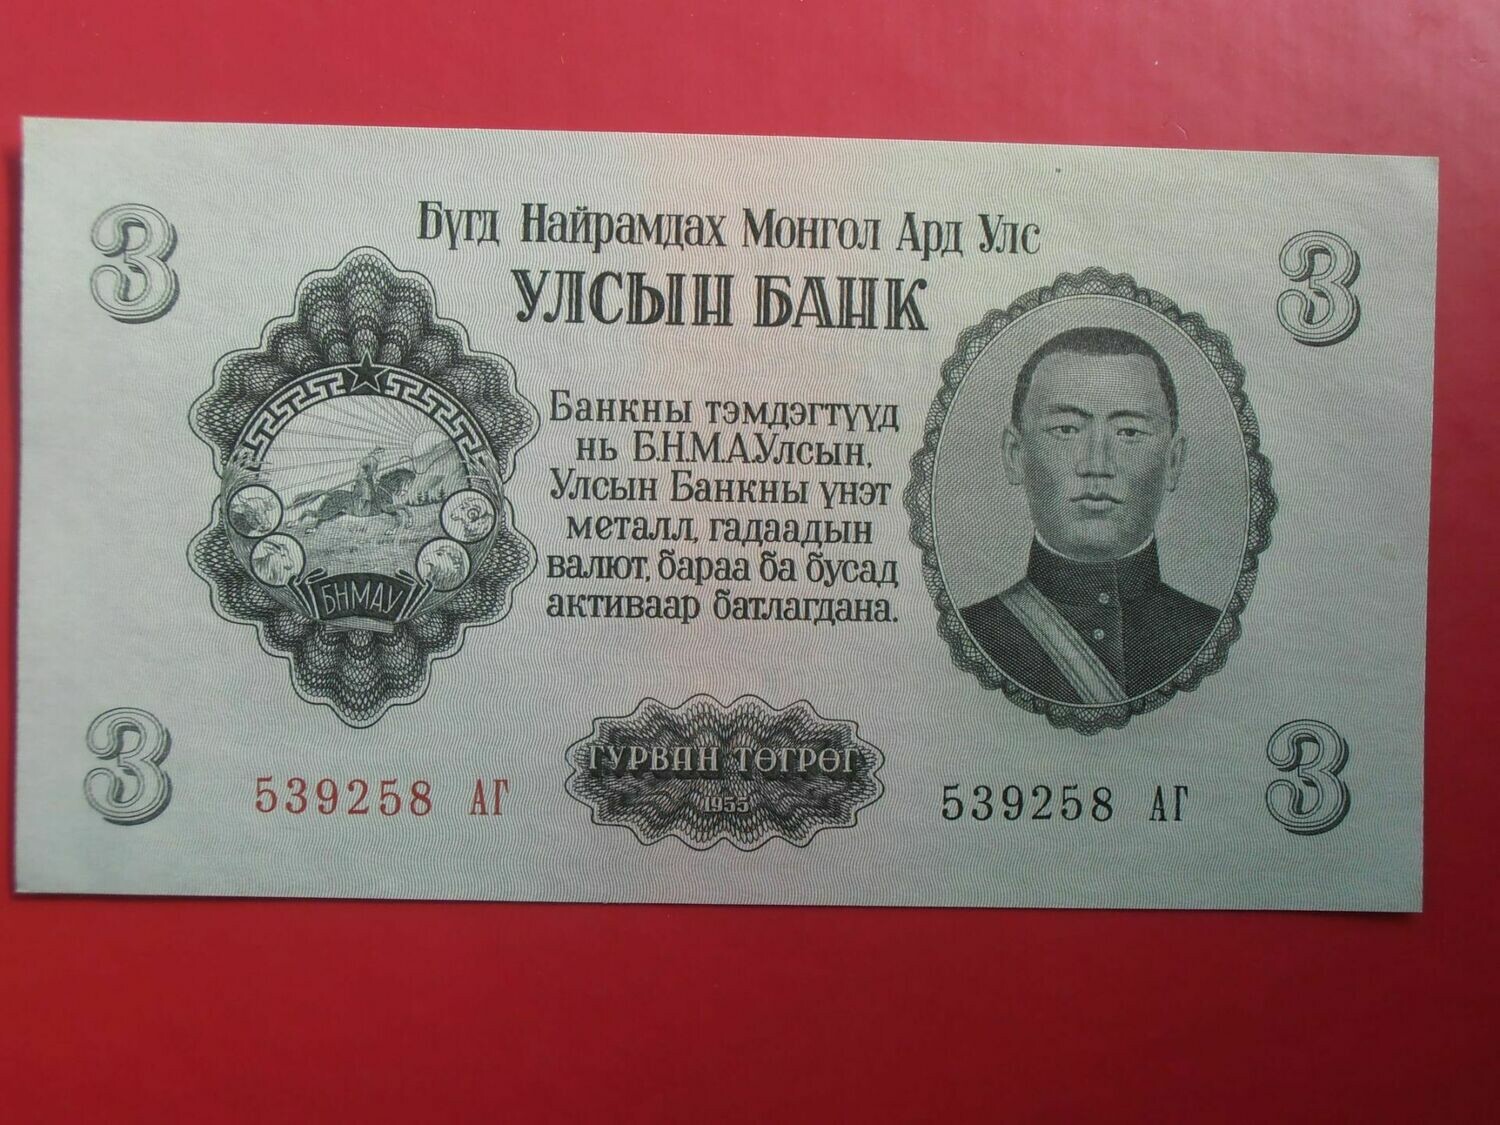 3
3
Бүгд Найрамдах Монгол Ард Улс
УЛСЫН БАНК
Банкны тэмдэгтүүд
нь Б.Н.М.А.Улсын.
Улсын Банкны үнэт
металл, гадаадын
валют, бараа ба бусад
активаар батлагдана.
БНМАУ
ГУРВАН ТӨГРӨГ
1955
3
539258 АГ
539258 АГ
3